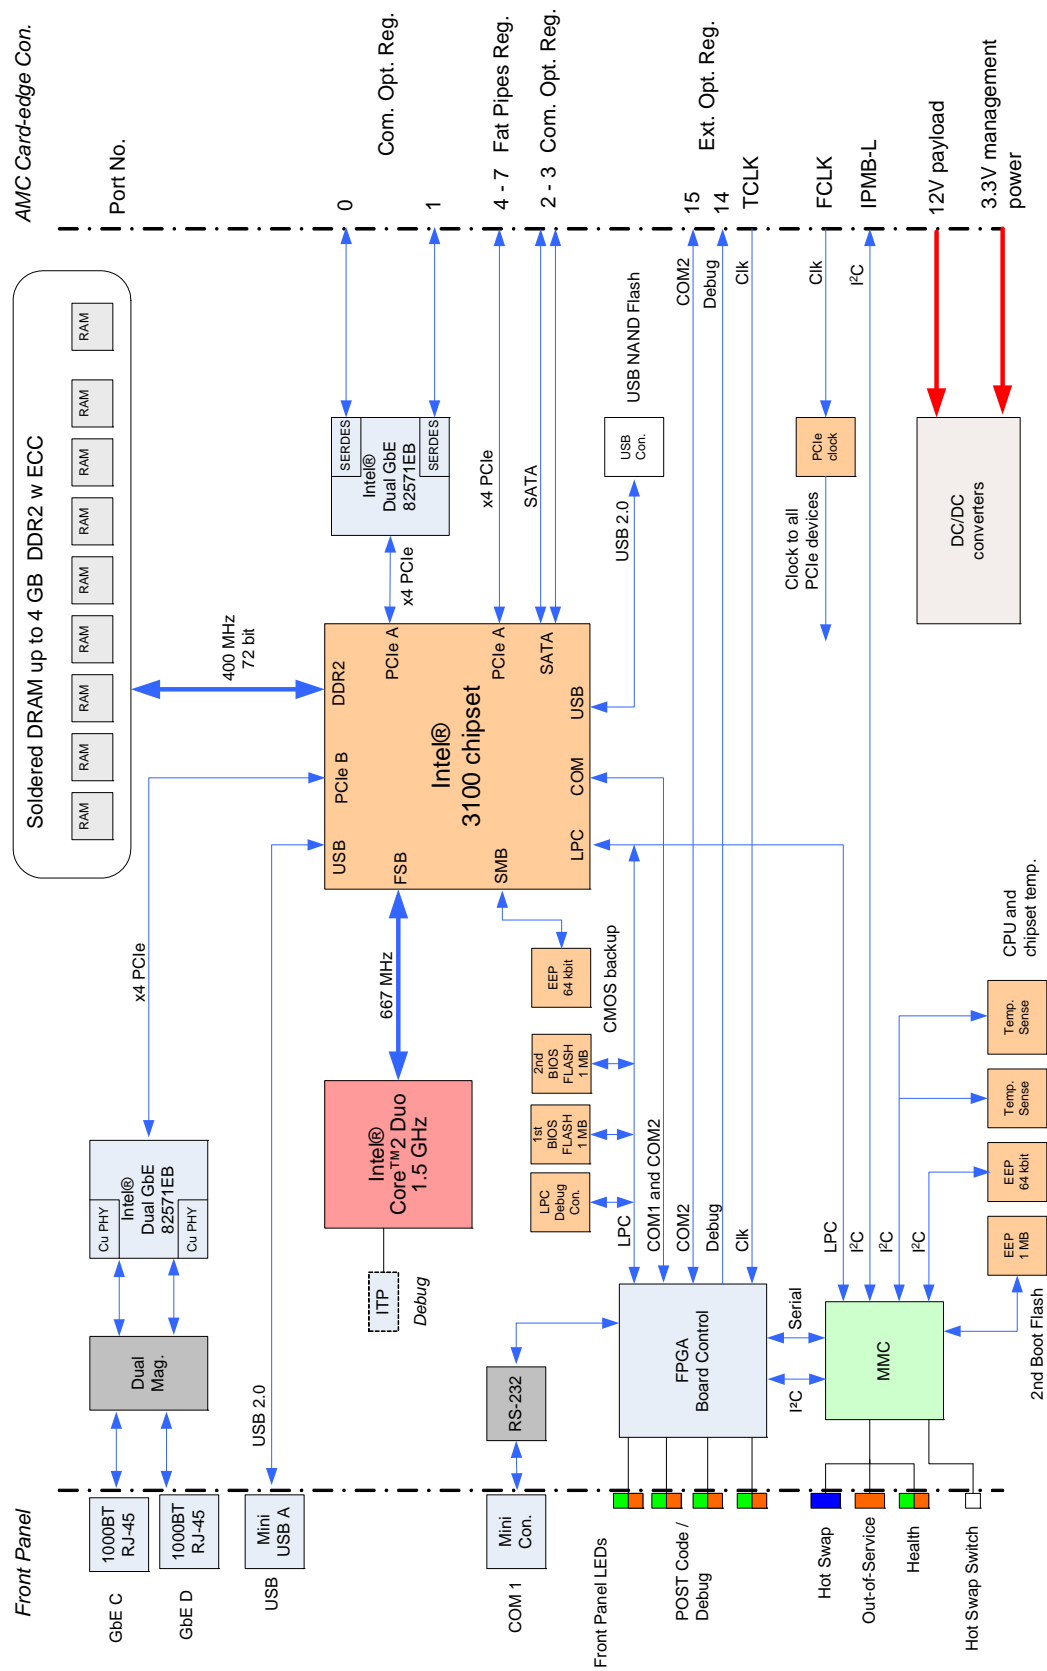 Front Panel
AMC Card-edge Con.
Port No.
Soldered DRAM up to 4 GB DDR2 w ECC
RAM
RAM
RAM
RAM
RAM
RAM
RAM
RAM
RAM
400 MHz
72 bit
GbE C
1000BT
RJ-45
GbE D
1000BT
RJ-45
Dual
Mag.
Cu PHY
Intel®
Dual GbE
82571EB
Cu PHY
x4 PCIe
USB
Mini
USB A
USB 2.0
ITP
Debug
Intel®
Core™2 Duo
1.5 GHz
667 MHz
USB
PCIe B
DDR2
FSB
PCIe A
Intel®
3100 chipset
SMB
PCIe A
SATA
LPC
COM
USB
x4 PCIe
SERDES
Intel®
Dual GbE
82571EB
SERDES
0
Com. Opt. Reg.
1
x4 PCIe
4 - 7 Fat Pipes Reg.
SATA
2 - 3 Com. Opt. Reg.
EEP
64 kbit
CMOS backup
2nd
BIOS
FLASH
1 MB
1st
BIOS
FLASH
1 MB
LPC
Debug
Con.
USB 2.0
USB
Con.
USB NAND Flash
COM 1
Mini
Con.
RS-232
Front Panel LEDs
POST Code /
Debug
FPGA
Board Control
LPC
COM1 and COM2
COM2
Debug
Clk
COM2
Debug
Clk
15
14
Ext. Opt. Reg.
TCLK
Clock to all
PCIe devices
PCIe
clock
Clk
FCLK
I²C
IPMB-L
Serial
I²C
Hot Swap
Out-of-Service
Health
Hot Swap Switch
MMC
LPC
I²C
I²C
I²C
2nd Boot Flash
EEP
1 MB
EEP
64 kbit
Temp.
Sense
Temp.
Sense
CPU and
chipset temp.
DC/DC
converters
12V payload
3.3V management
power